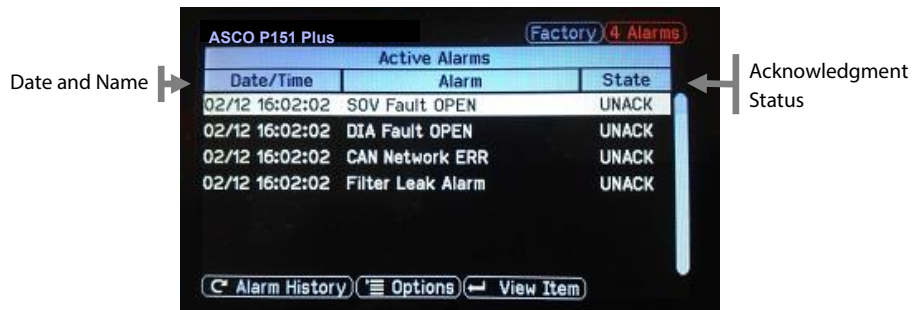 ASCO P151 Plus
Factory 4 Alarms
Active Alarms
Date/Time Alarm State
02/12 16:02:02 SOV Fault OPEN UNACK
02/12 16:02:02 DIA Fault OPEN UNACK
02/12 16:02:02 CAN Network ERR UNACK
02/12 16:02:02 Filter Leak Alarm UNACK
Alarm History Options View Item
Date and Name
Acknowledgment
Status